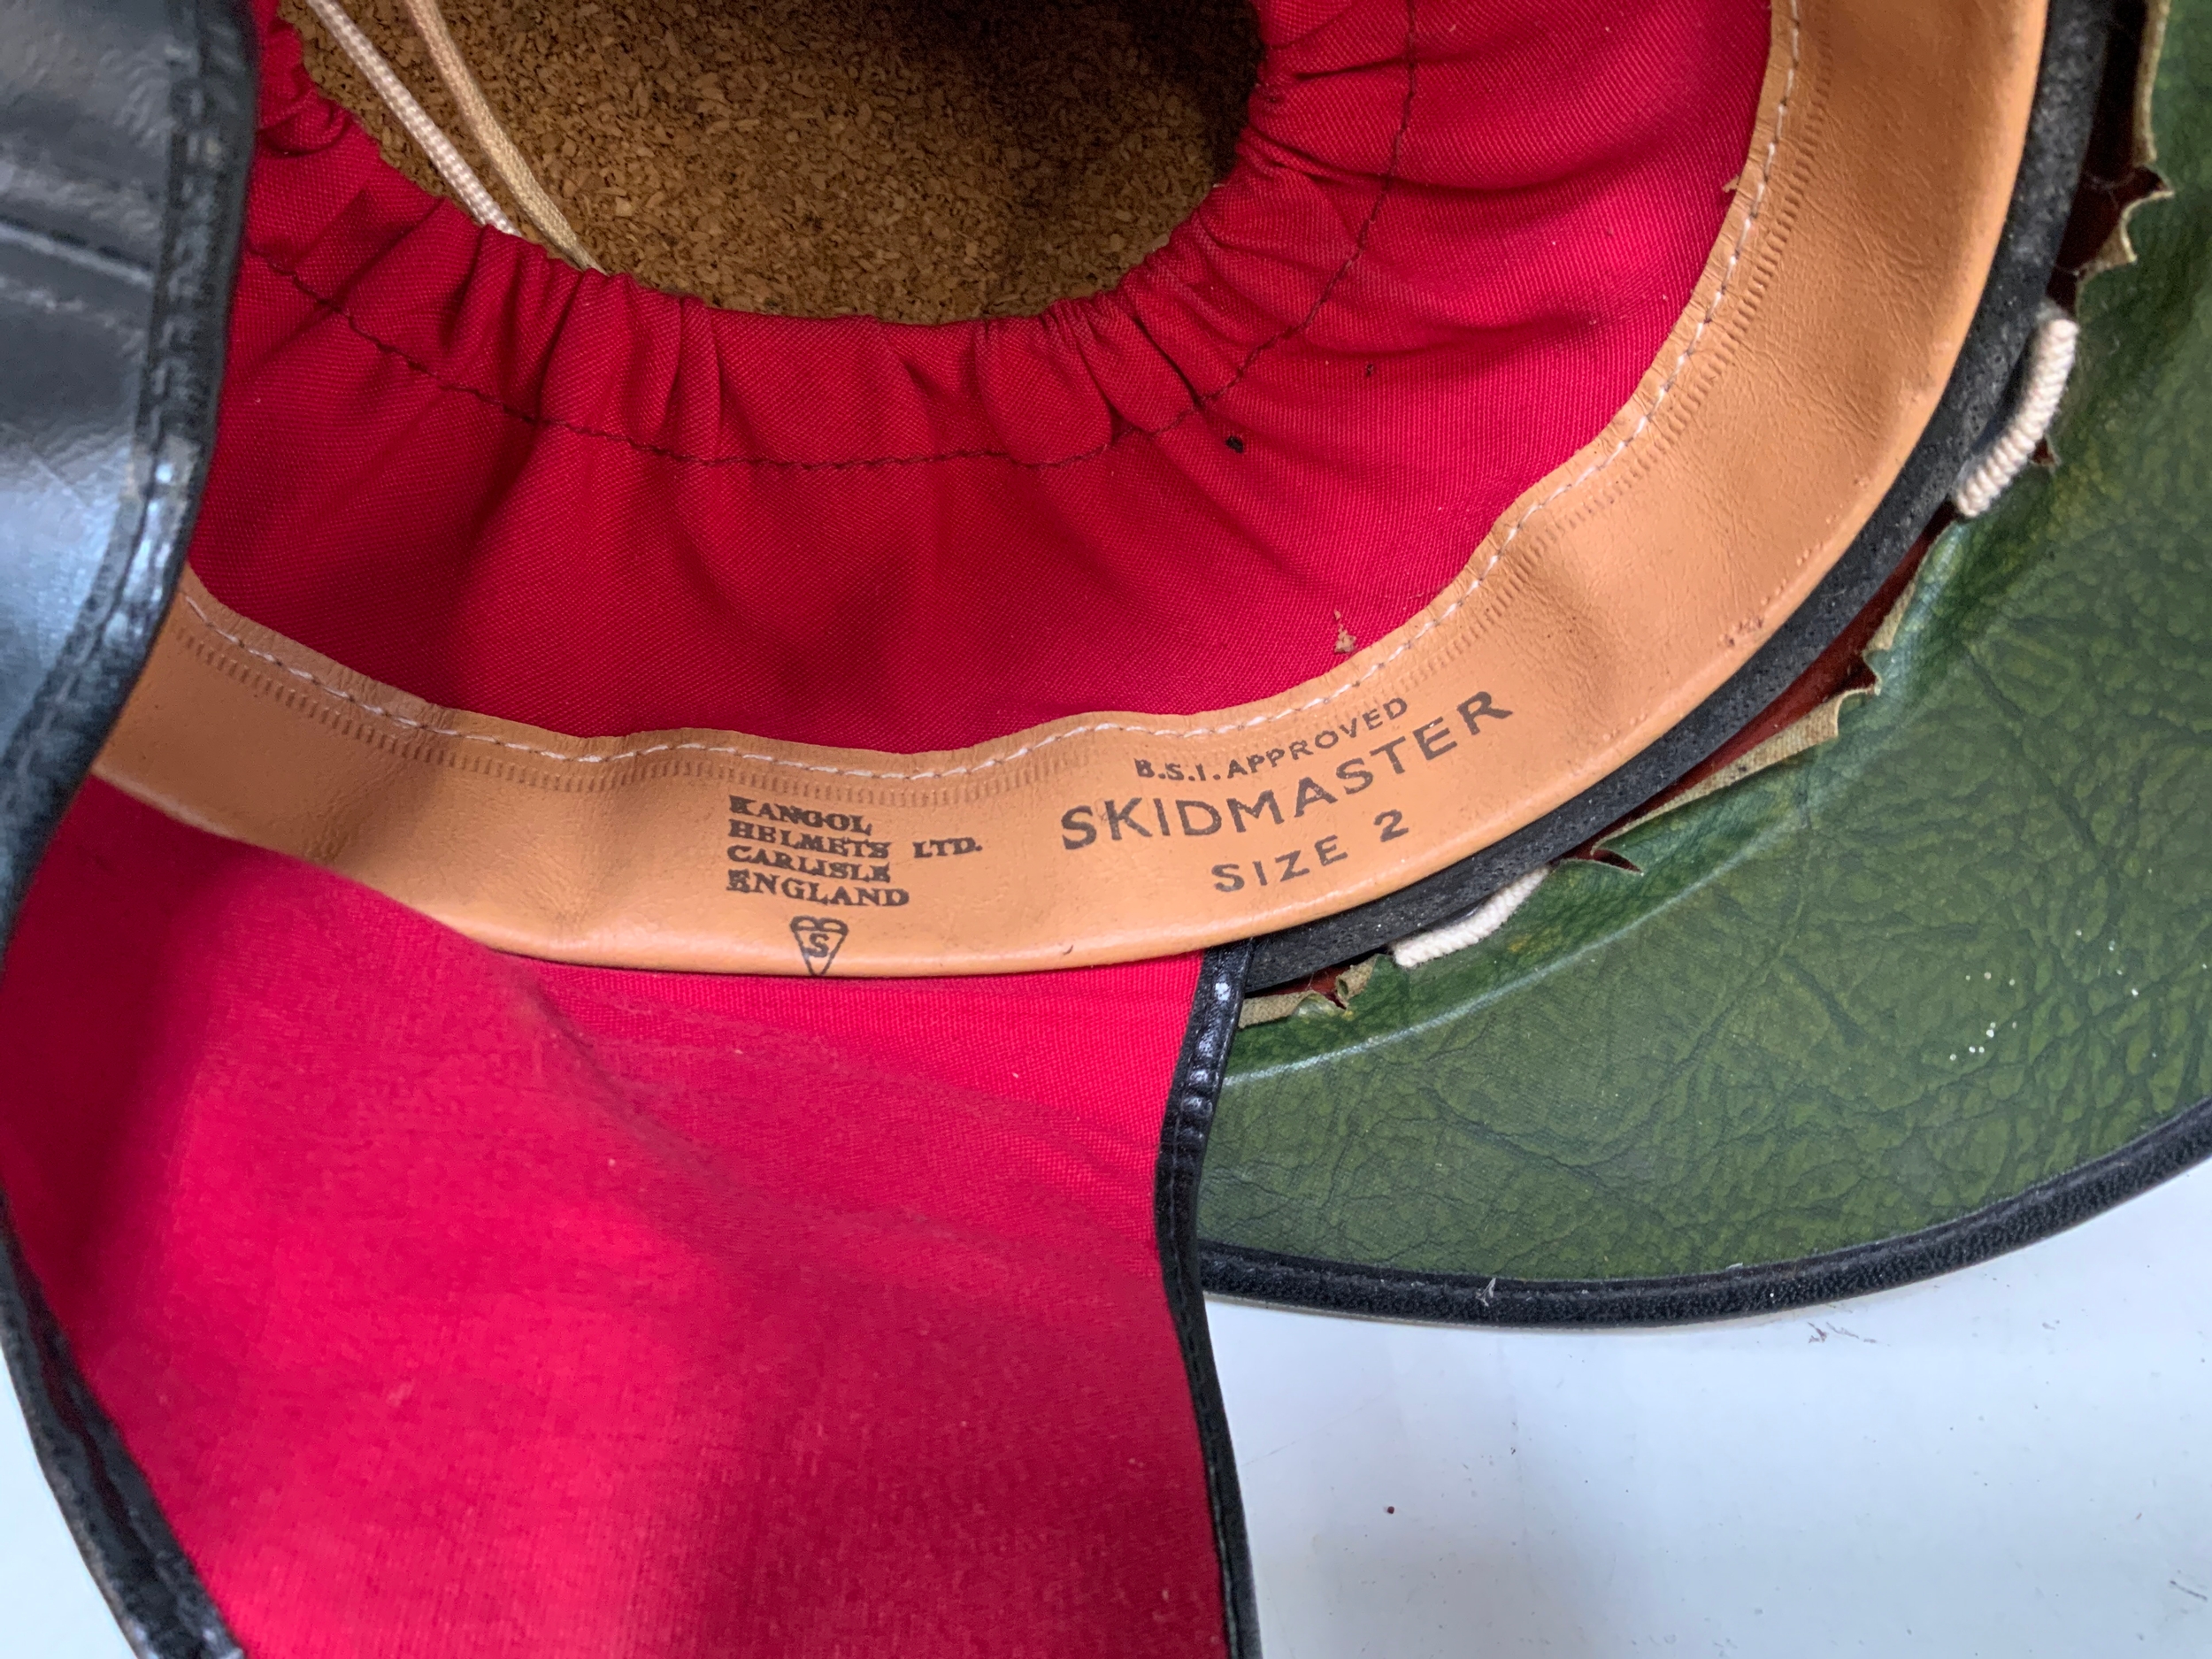 KANGOL
HELMETS LTD.
CARLISLE
ENGLAND
S
B.S.I. APPROVED
SKIDMASTER
SIZE 2